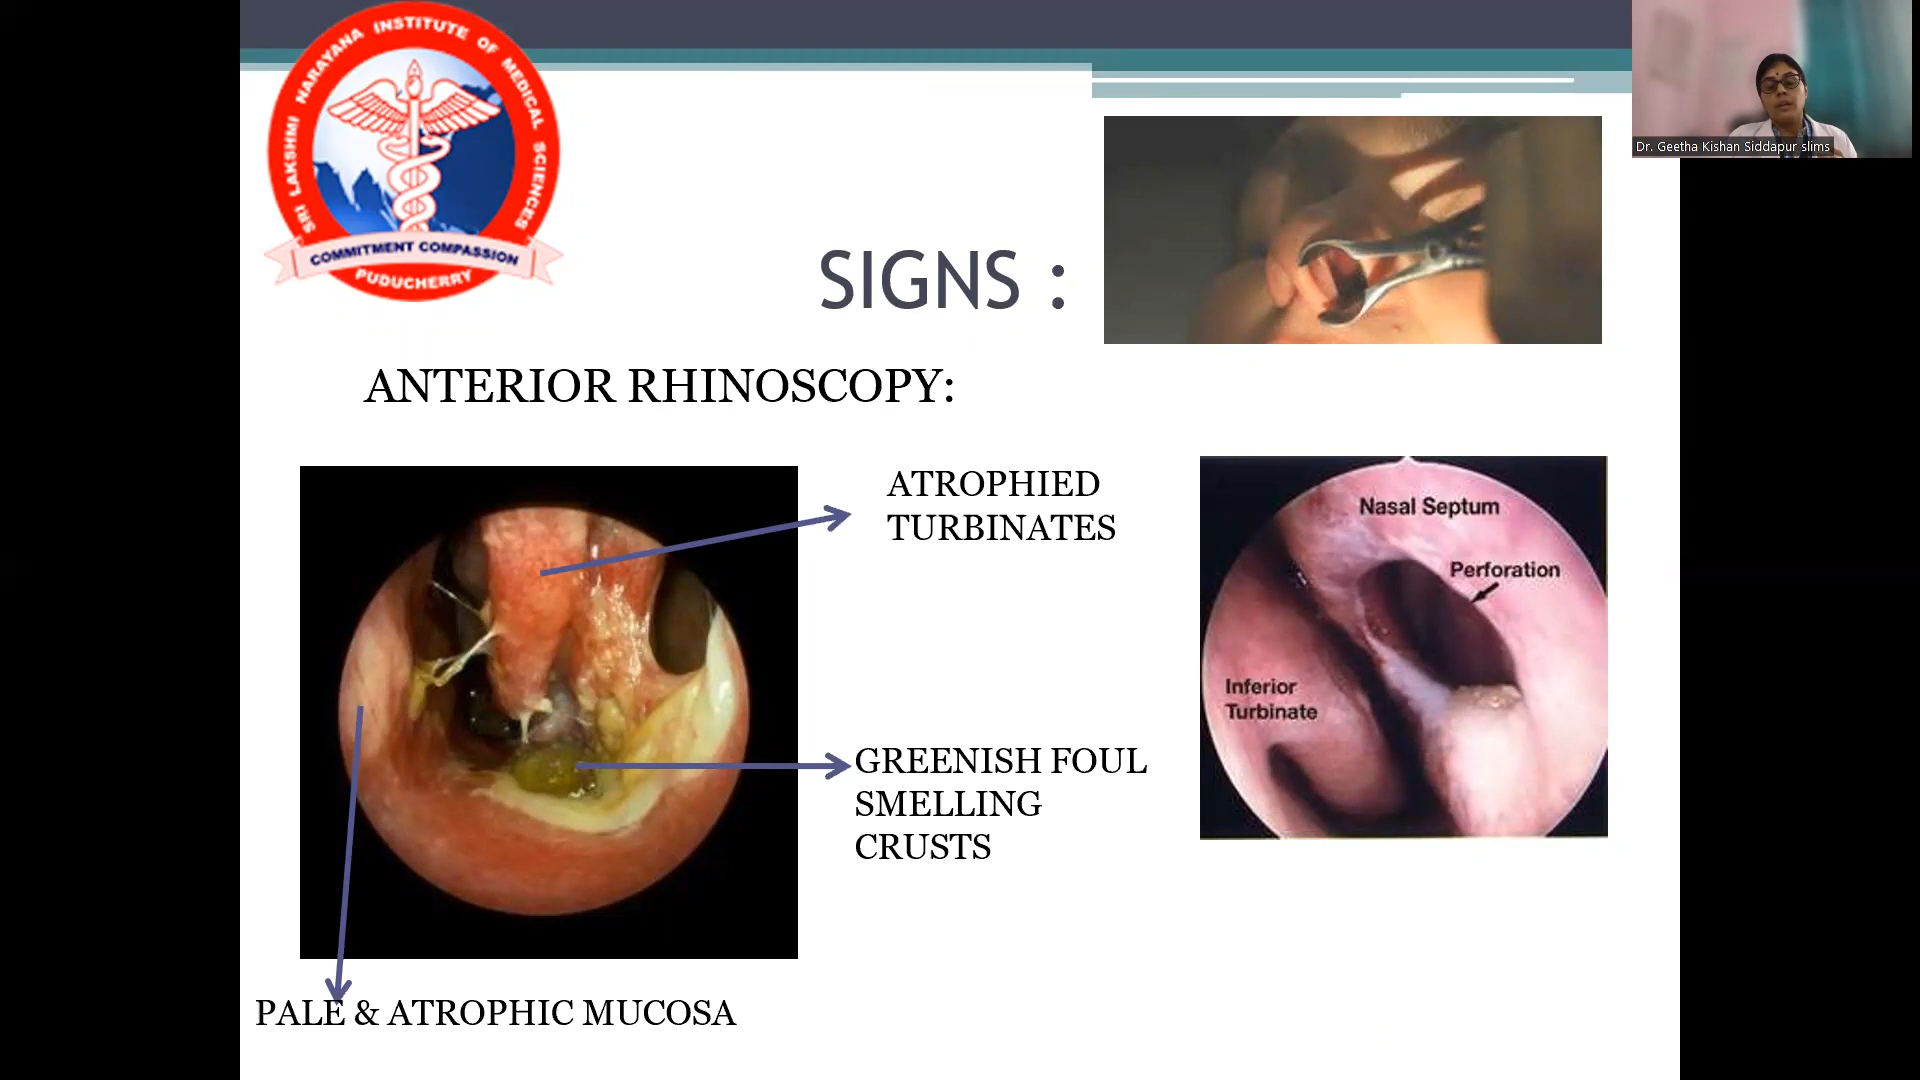 SRI LAKSHMI NARAYANA INSTITUTE OF MEDICAL SCIENCES
COMMITMENT COMPASSION
PUDUCHERRY
Dr. Geetha Kishan Siddapur slims
SIGNS :
ANTERIOR RHINOSCOPY:
ATROPHIED
TURBINATES
GREENISH FOUL
SMELLING
CRUSTS
PALE & ATROPHIC MUCOSA
Nasal Septum
Perforation
Inferior
Turbinate